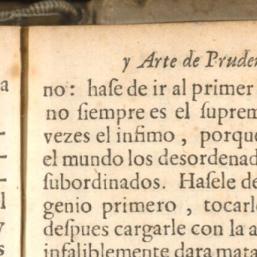 y Arte de Pruden
no: hase de ir al primer
no siempre es el suprem
vezes el infimo, porque
el mundo los desordenad
subordinados. Hasele de
genio primero, tocarle
despues cargarle con la a
infaliblemente dara mata